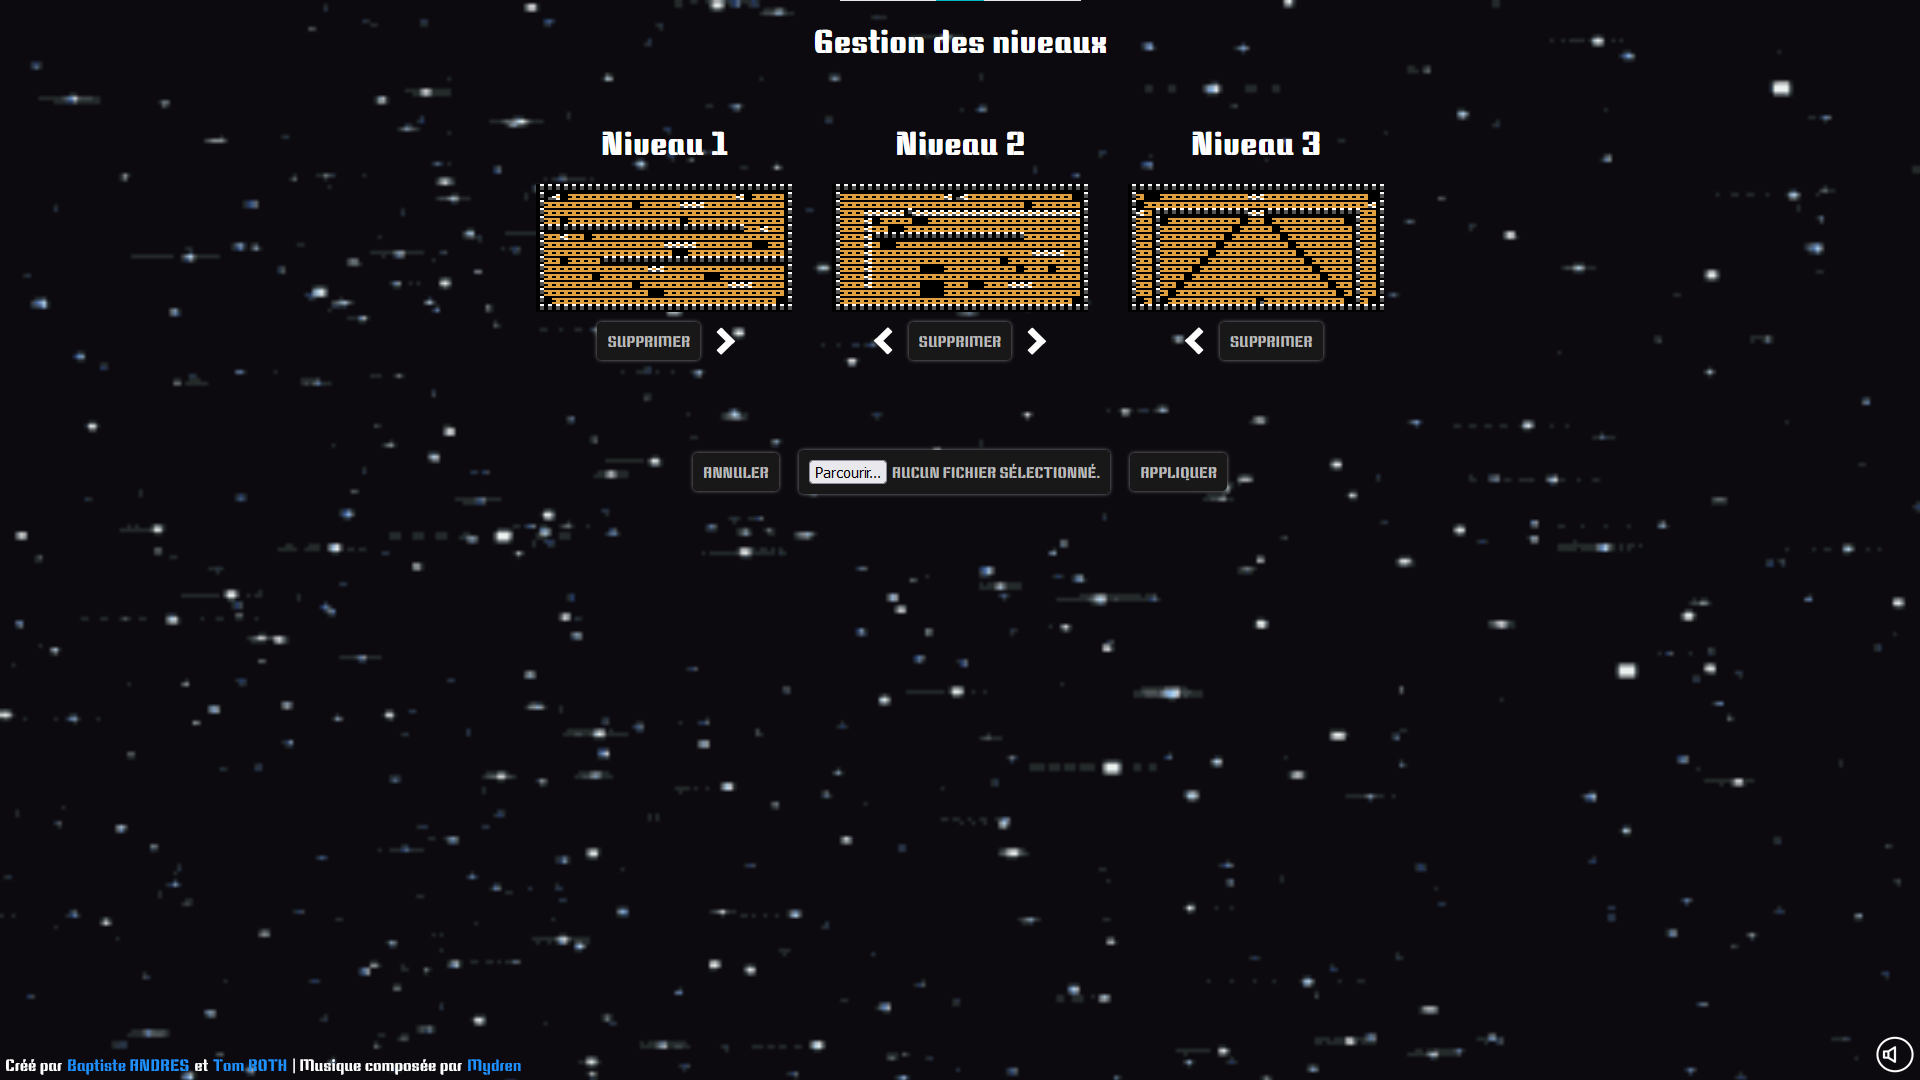 Gestion des niveaux
Niveau 1 Niveau 2 Niveau 3
SUPPRIMER SUPPRIMER SUPPRIMER
ANNULER Parcourir... AUCUN FICHIER SÉLECTIONNÉ. APPLIQUER
Créé par Baptiste ANDRES et Tom ROTH | Musique composée par Mydren